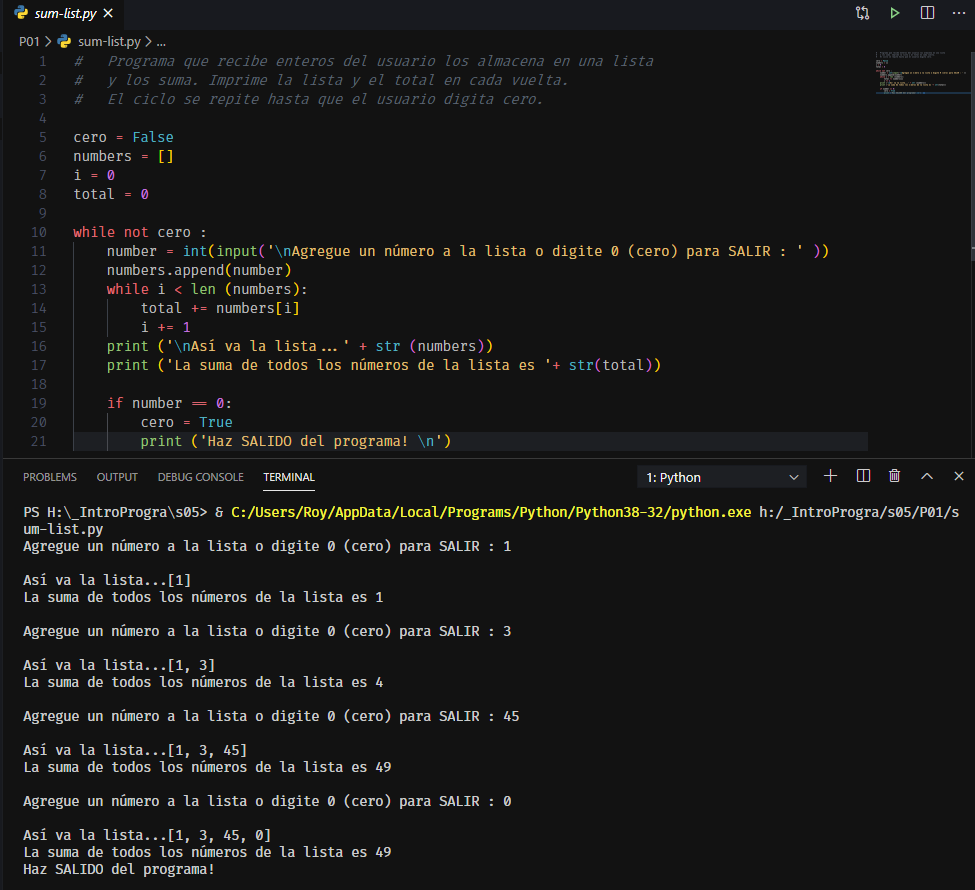 sum-list.py
P01 > sum-list.py > ...
1 # Programa que recibe enteros del usuario los almacena en una lista
2 # y los suma. Imprime la lista y el total en cada vuelta.
3 # El ciclo se repite hasta que el usuario digita cero.
4
5 cero = False
6 numbers = []
7 i = 0
8 total = 0
9
10 while not cero :
11     number = int(input('\nAgregue un número a la lista o digite 0 (cero) para SALIR : ' ))
12     numbers.append(number)
13     while i < len (numbers):
14         total += numbers[i]
15         i += 1
16     print ('\nAsí va la lista...' + str (numbers))
17     print ('La suma de todos los números de la lista es '+ str(total))
18
19     if number == 0:
20         cero = True
21         print ('Haz SALIDO del programa! \n')
PROBLEMS OUTPUT DEBUG CONSOLE TERMINAL 1: Python
PS H:\_IntroProgra\s05> & C:/Users/Roy/AppData/Local/Programs/Python/Python38-32/python.exe h:/_IntroProgra/s05/P01/s
um-list.py
Agregue un número a la lista o digite 0 (cero) para SALIR : 1
Así va la lista...[1]
La suma de todos los números de la lista es 1
Agregue un número a la lista o digite 0 (cero) para SALIR : 3
Así va la lista...[1, 3]
La suma de todos los números de la lista es 4
Agregue un número a la lista o digite 0 (cero) para SALIR : 45
Así va la lista...[1, 3, 45]
La suma de todos los números de la lista es 49
Agregue un número a la lista o digite 0 (cero) para SALIR : 0
Así va la lista...[1, 3, 45, 0]
La suma de todos los números de la lista es 49
Haz SALIDO del programa!